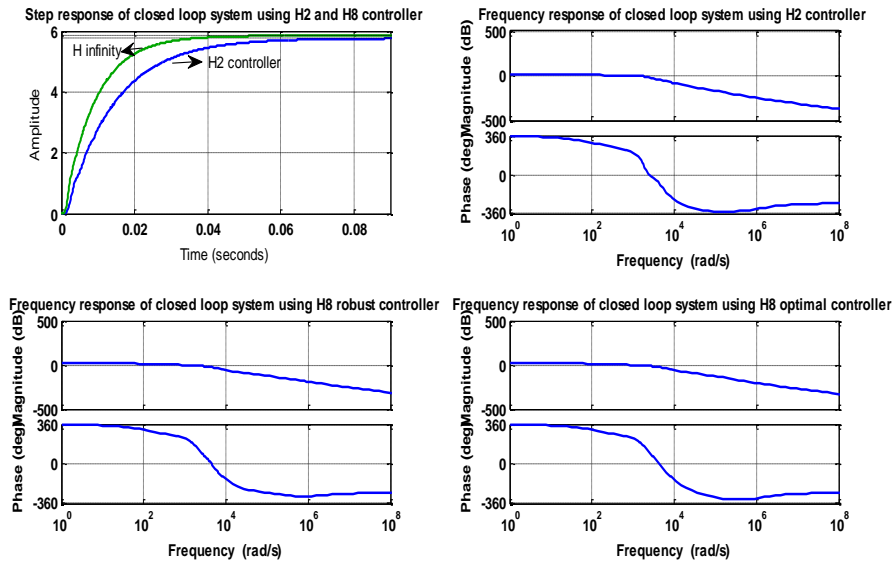 Step response of closed loop system using H2 and H8 controller
6
4
2
0
Amplitude
H infinity
H2 controller
0 0.02 0.04 0.06 0.08
Time (seconds)
Frequency response of closed loop system using H2 controller
500
0
-500
Magnitude (dB)
360
0
-360
Phase (deg)
10^0 10^2 10^4 10^6 10^8
Frequency (rad/s)
Frequency response of closed loop system using H8 robust controller
500
0
-500
Magnitude (dB)
360
0
-360
Phase (deg)
10^0 10^2 10^4 10^6 10^8
Frequency (rad/s)
Frequency response of closed loop system using H8 optimal controller
500
0
-500
Magnitude (dB)
360
0
-360
Phase (deg)
10^0 10^2 10^4 10^6 10^8
Frequency (rad/s)